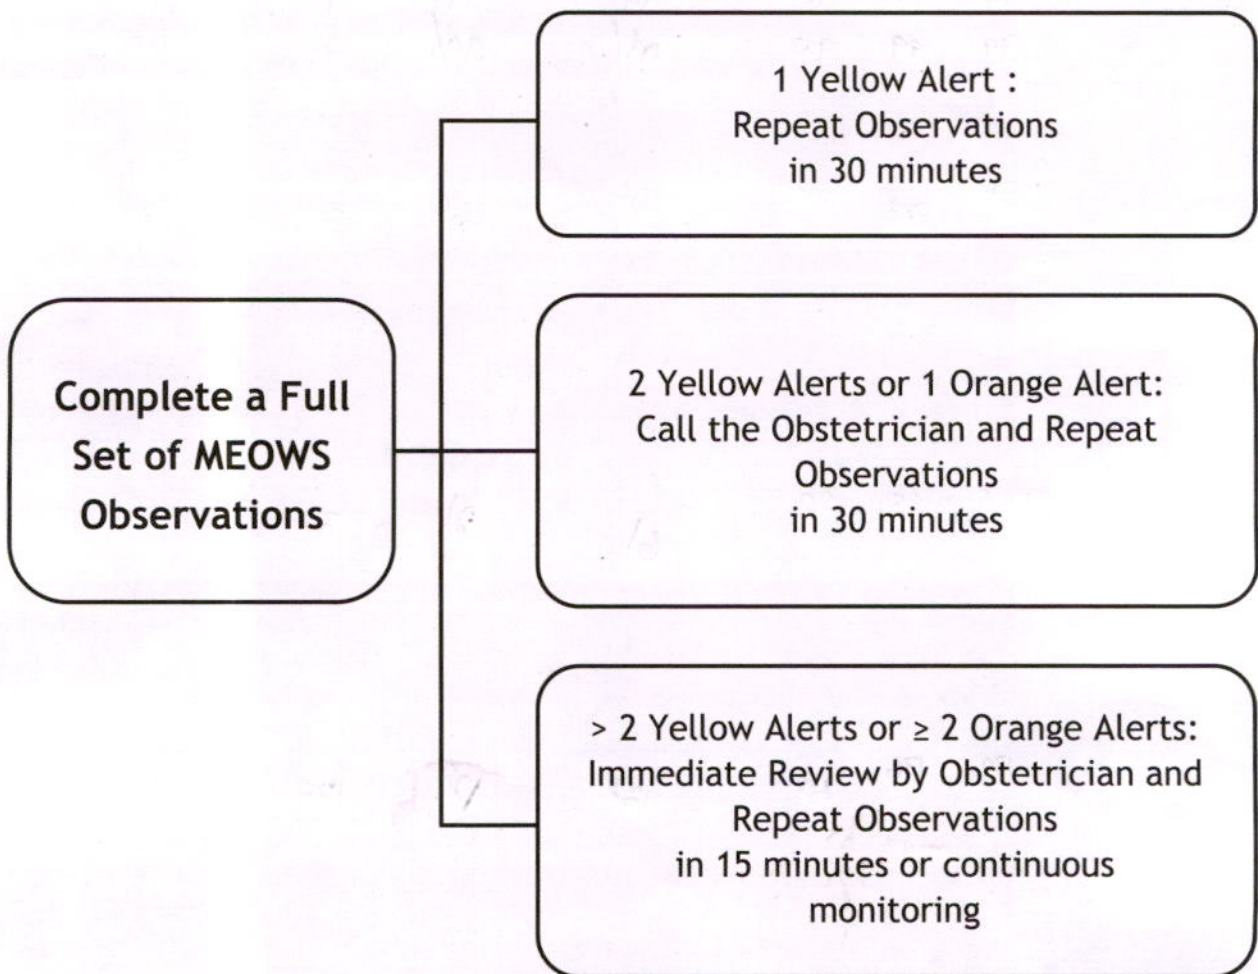 Complete a Full
Set of MEOWS
Observations
1 Yellow Alert :
Repeat Observations
in 30 minutes
2 Yellow Alerts or 1 Orange Alert:
Call the Obstetrician and Repeat
Observations
in 30 minutes
> 2 Yellow Alerts or ≥ 2 Orange Alerts:
Immediate Review by Obstetrician and
Repeat Observations
in 15 minutes or continuous
monitoring